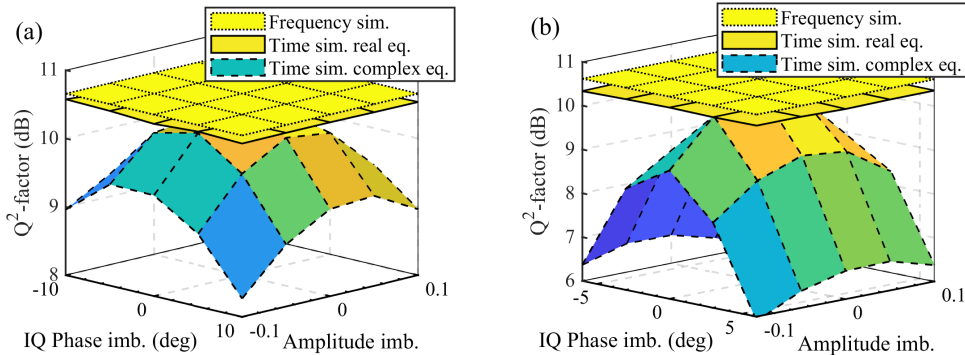 (a)
Frequency sim.
Time sim. real eq.
Time sim. complex eq.
Q²-factor (dB)
11
10
9
8
-10
0
10
-0.1
0
0.1
IQ Phase imb. (deg)
Amplitude imb.
(b)
Frequency sim.
Time sim. real eq.
Time sim. complex eq.
Q²-factor (dB)
11
10
9
8
7
6
-5
0
5
-0.1
0
0.1
IQ Phase imb. (deg)
Amplitude imb.